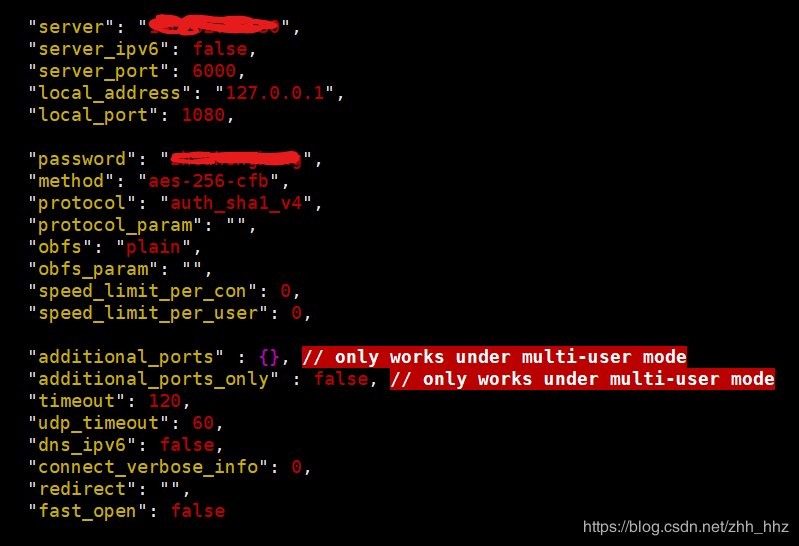 "server": "",
"server_ipv6": false,
"server_port": 6000,
"local_address": "127.0.0.1",
"local_port": 1080,
"password": "",
"method": "aes-256-cfb",
"protocol": "auth_sha1_v4",
"protocol_param": "",
"obfs": "plain",
"obfs_param": "",
"speed_limit_per_con": 0,
"speed_limit_per_user": 0,
"additional_ports" : {}, // only works under multi-user mode
"additional_ports_only" : false, // only works under multi-user mode
"timeout": 120,
"udp_timeout": 60,
"dns_ipv6": false,
"connect_verbose_info": 0,
"redirect": "",
"fast_open": false
https://blog.csdn.net/zhh_hhz